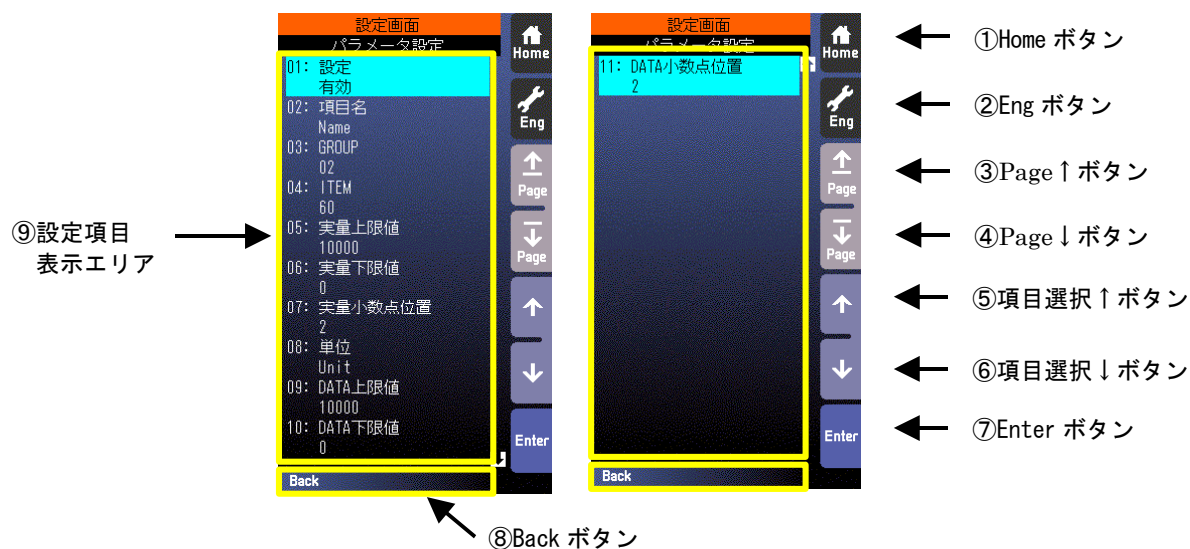 設定画面
パラメータ設定
01: 設定
有効
02: 項目名
Name
03: GROUP
02
04: ITEM
60
05: 実量上限値
10000
06: 実量下限値
0
07: 実量小数点位置
2
08: 単位
Unit
09: DATA上限値
10000
10: DATA下限値
0
Back
Home
Eng
Page
Page
Enter
設定画面
パラメータ設定
11: DATA小数点位置
2
Back
Home
Eng
Page
Page
Enter
①Home ボタン
②Eng ボタン
③Page↑ボタン
④Page↓ボタン
⑤項目選択↑ボタン
⑥項目選択↓ボタン
⑦Enter ボタン
⑧Back ボタン
⑨設定項目
表示エリア